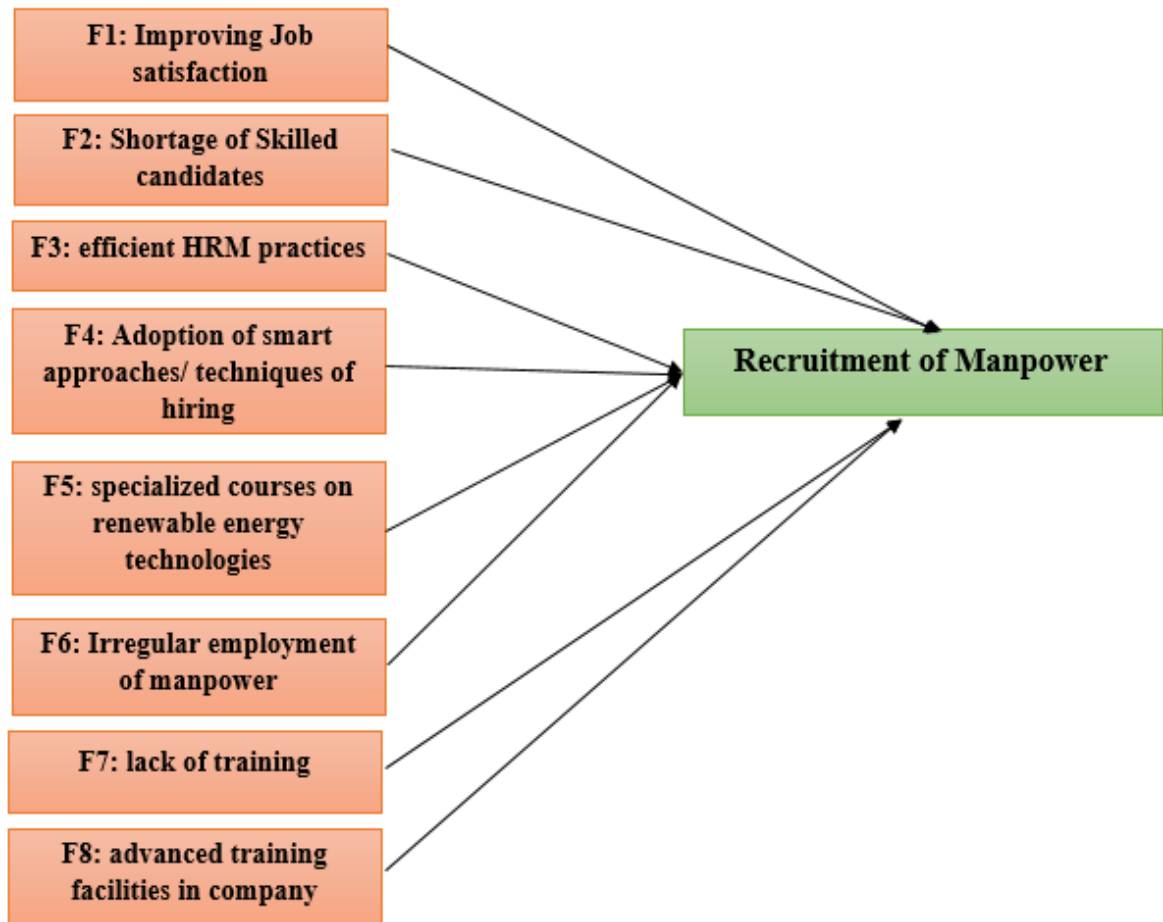 F1: Improving Job
satisfaction
F2: Shortage of Skilled
candidates
F3: efficient HRM practices
F4: Adoption of smart
approaches/ techniques of
hiring
F5: specialized courses on
renewable energy
technologies
F6: Irregular employment
of manpower
F7: lack of training
F8: advanced training
facilities in company
Recruitment of Manpower